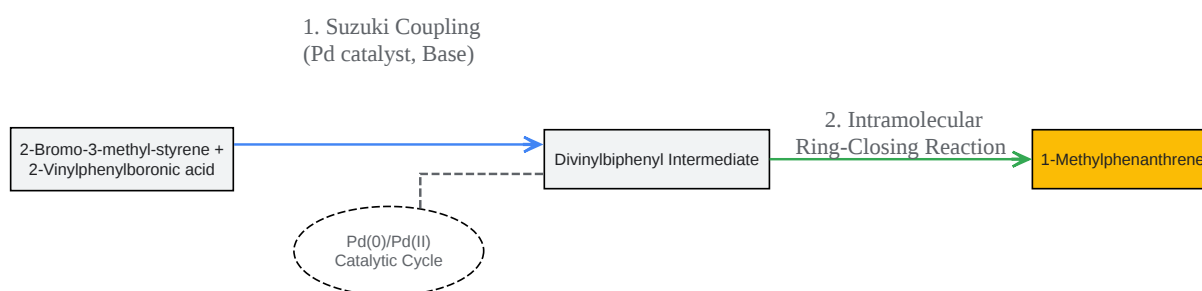 1. Suzuki Coupling
(Pd catalyst, Base)
2-Bromo-3-methyl-styrene +
2-Vinylphenylboronic acid
Divinylbiphenyl Intermediate
2. Intramolecular
Ring-Closing Reaction
1-Methylphenanthrene
Pd(0)/Pd(II)
Catalytic Cycle